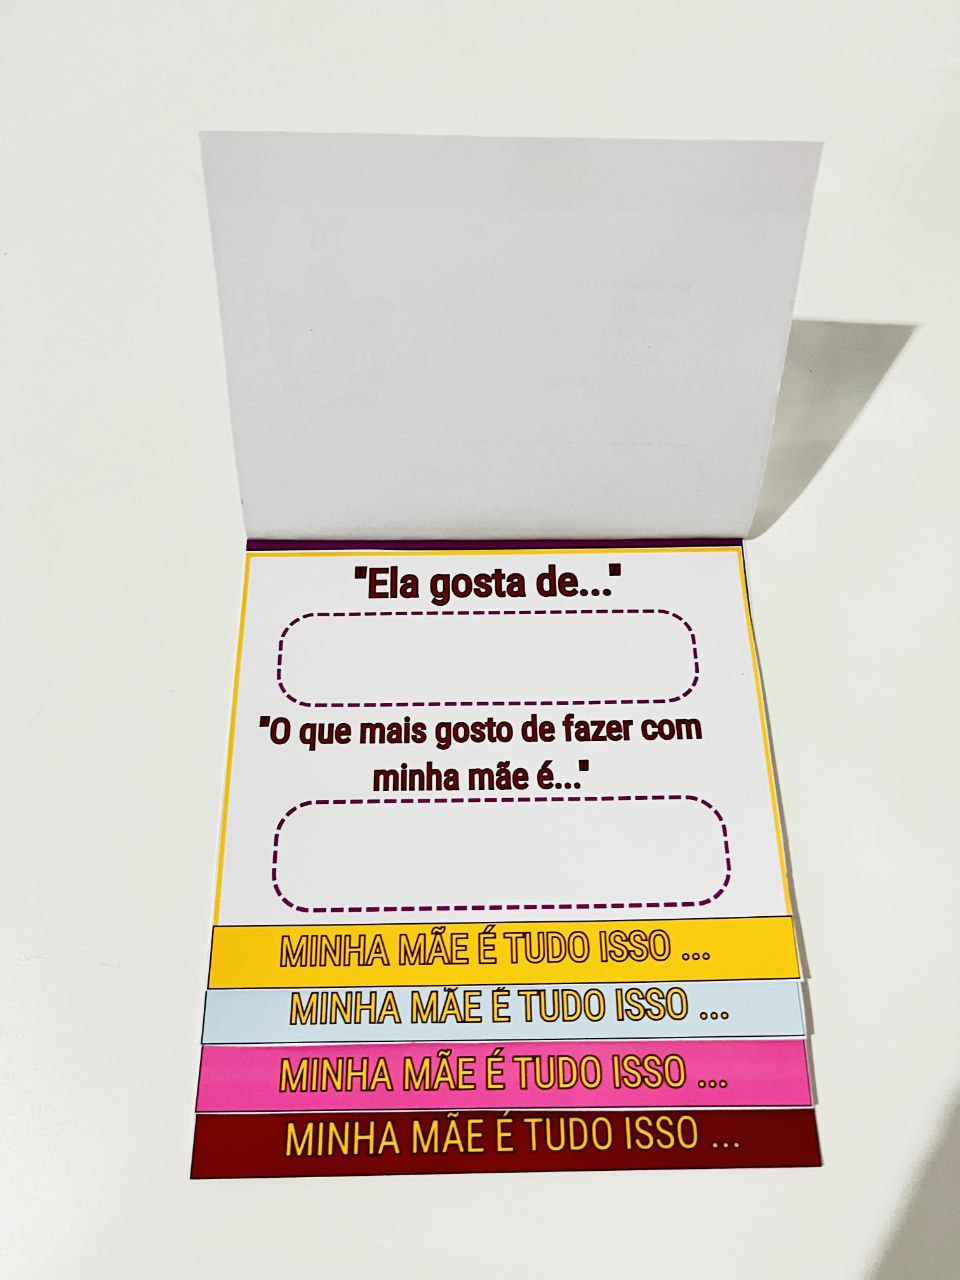 "Ela gosta de..."
"O que mais gosto de fazer com
minha mãe é..."
MINHA MÃE É TUDO ISSO ...
MINHA MÃE É TUDO ISSO ...
MINHA MÃE É TUDO ISSO ...
MINHA MÃE É TUDO ISSO ...